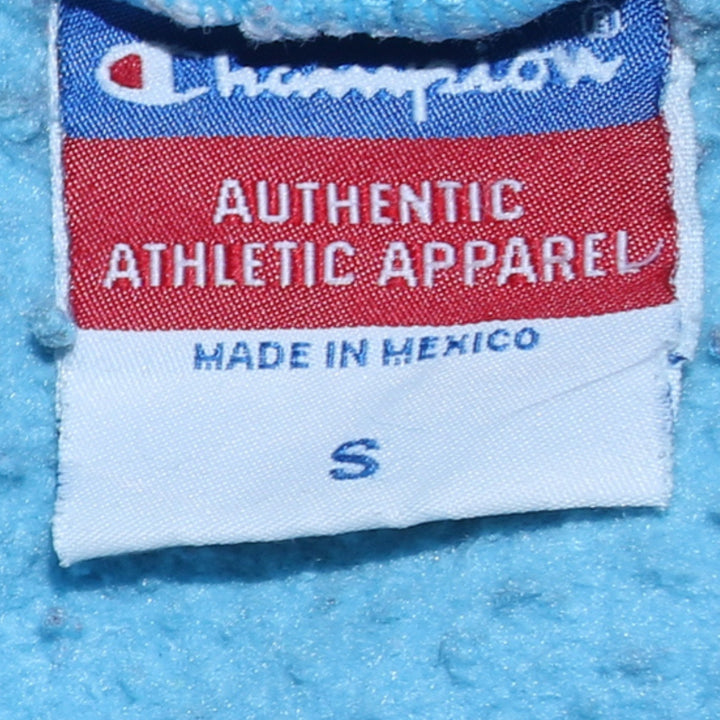 Champion®
AUTHENTIC
ATHLETIC APPAREL
MADE IN MEXICO
S